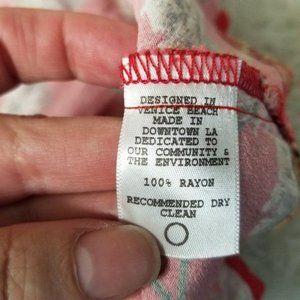 DESIGNED IN
VENICE BEACH
MADE IN
DOWNTOWN LA
DEDICATED TO
OUR COMMUNITY &
THE ENVIRONMENT
100% RAYON
RECOMMENDED DRY
CLEAN